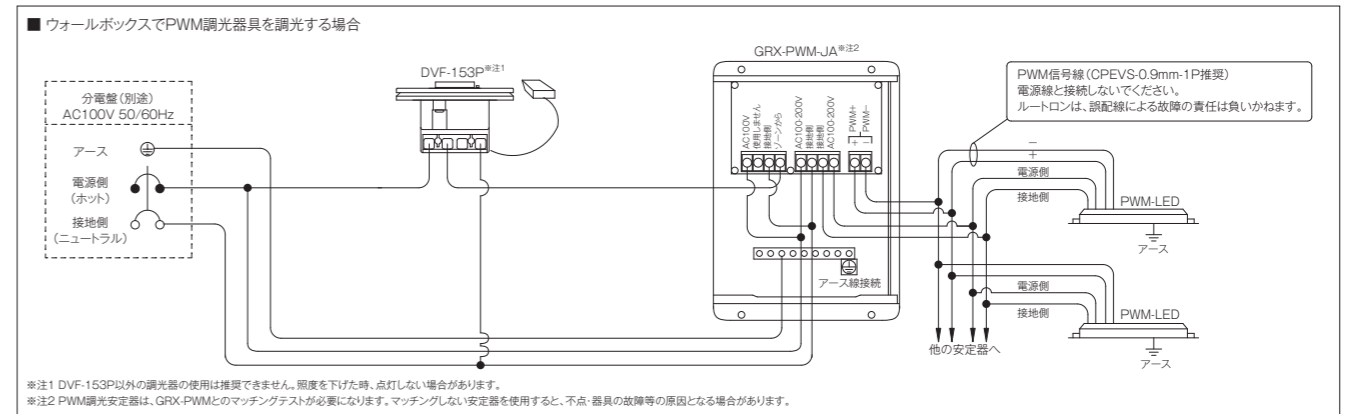 ■ ウォールボックスでPWM調光器具を調光する場合
分電盤（別途）
AC100V 50/60Hz
アース
電源側
（ホット）
接地側
（ニュートラル）
DVF-153P※注1
GRX-PWM-JA※注2
AC100V
使用しません
接地側
ゾーンから
AC100-200V
接地側
接地側
AC100-200V
PWM+
PWM−
+
−
アース線接続
PWM信号線（CPEVS-0.9mm-1P推奨）
電源線と接続しないでください。
ルートロンは、誤配線による故障の責任は負いかねます。
−
+
電源側
接地側
PWM-LED
アース
電源側
接地側
PWM-LED
アース
他の安定器へ
※注1 DVF-153P以外の調光器の使用は推奨できません。照度を下げた時、点灯しない場合があります。
※注2 PWM調光安定器は、GRX-PWMとのマッチングテストが必要になります。マッチングしない安定器を使用すると、不点・器具の故障等の原因となる場合があります。